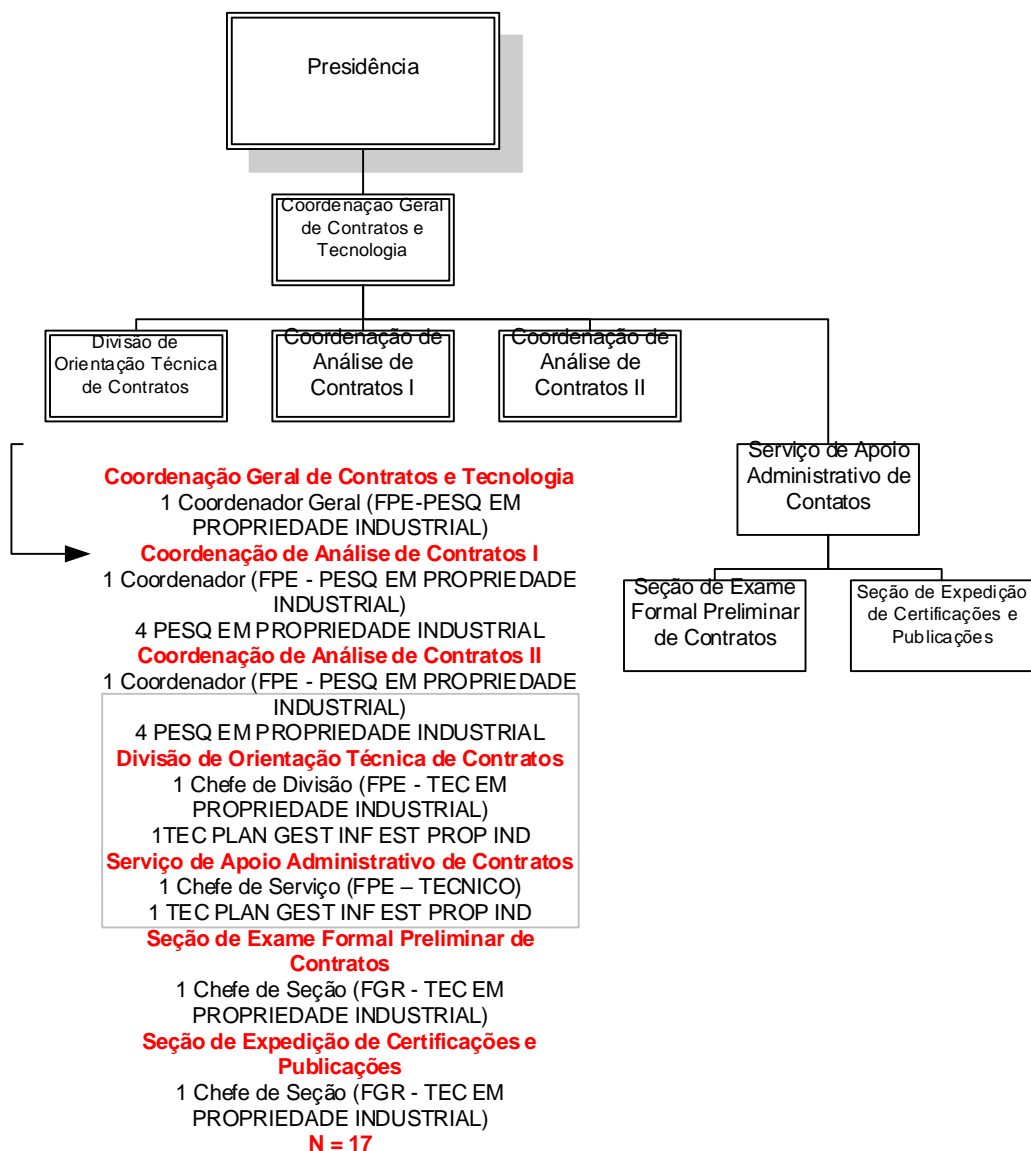 Presidência
Coordenação Geral
de Contratos e
Tecnologia
Divisão de
Orientação Técnica
de Contratos
Coordenação de
Análise de
Contratos I
Coordenação de
Análise de
Contratos II
Serviço de Apoio
Administrativo de
Contatos
Seção de Exame
Formal Preliminar
de Contratos
Seção de Expedição
de Certificações e
Publicações
Coordenação Geral de Contratos e Tecnologia
1 Coordenador Geral (FPE-PESQ EM
PROPRIEDADE INDUSTRIAL)
Coordenação de Análise de Contratos I
1 Coordenador (FPE - PESQ EM PROPRIEDADE
INDUSTRIAL)
4 PESQ EM PROPRIEDADE INDUSTRIAL
Coordenação de Análise de Contratos II
1 Coordenador (FPE - PESQ EM PROPRIEDADE
INDUSTRIAL)
4 PESQ EM PROPRIEDADE INDUSTRIAL
Divisão de Orientação Técnica de Contratos
1 Chefe de Divisão (FPE - TEC EM
PROPRIEDADE INDUSTRIAL)
1TEC PLAN GEST INF EST PROP IND
Serviço de Apoio Administrativo de Contratos
1 Chefe de Serviço (FPE – TECNICO)
1 TEC PLAN GEST INF EST PROP IND
Seção de Exame Formal Preliminar de
Contratos
1 Chefe de Seção (FGR - TEC EM
PROPRIEDADE INDUSTRIAL)
Seção de Expedição de Certificações e
Publicações
1 Chefe de Seção (FGR - TEC EM
PROPRIEDADE INDUSTRIAL)
N = 17